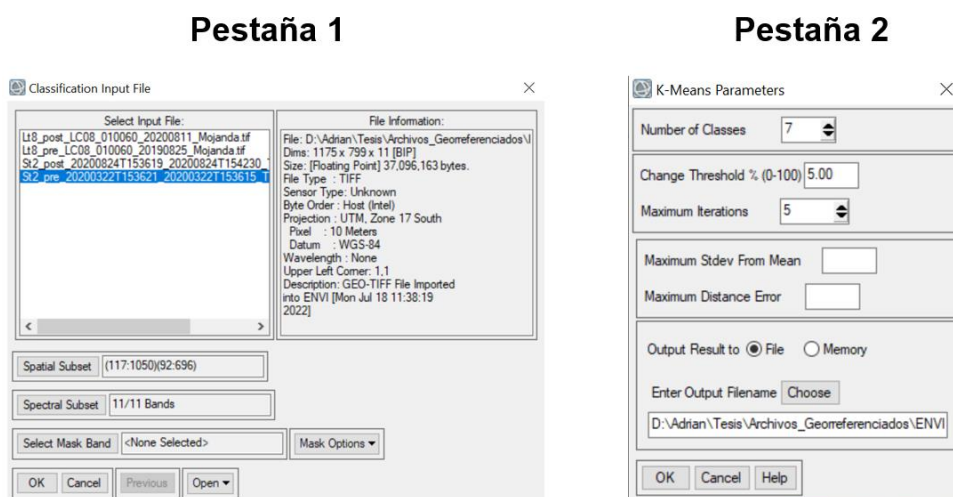 Pestaña 1
Classification Input File
Select Input File:
Lt8_post_LC08_010060_20200811_Mojanda.tif
Lt8_pre_LC08_010060_20190825_Mojanda.tif
St2_post_20200824T153619_20200824T154230_
St2_pre_20200322T153621_20200322T153615_T
File Information:
File: D:\Adrian\Tesis\Archivos_Georreferenciados\I
Dims: 1175 x 799 x 11 [BIP]
Size: [Floating Point] 37,096,163 bytes.
File Type : TIFF
Sensor Type: Unknown
Byte Order : Host (Intel)
Projection : UTM, Zone 17 South
Pixel : 10 Meters
Datum : WGS-84
Wavelength : None
Upper Left Corner: 1,1
Description: GEO-TIFF File Imported
into ENVI [Mon Jul 18 11:38:19
2022]
Spatial Subset (117:1050)(92:696)
Spectral Subset 11/11 Bands
Select Mask Band <None Selected> Mask Options
OK Cancel Previous Open
Pestaña 2
K-Means Parameters
Number of Classes 7
Change Threshold % (0-100) 5.00
Maximum Iterations 5
Maximum Stdev From Mean
Maximum Distance Error
Output Result to File Memory
Enter Output Filename Choose
D:\Adrian\Tesis\Archivos_Georreferenciados\ENVI
OK Cancel Help